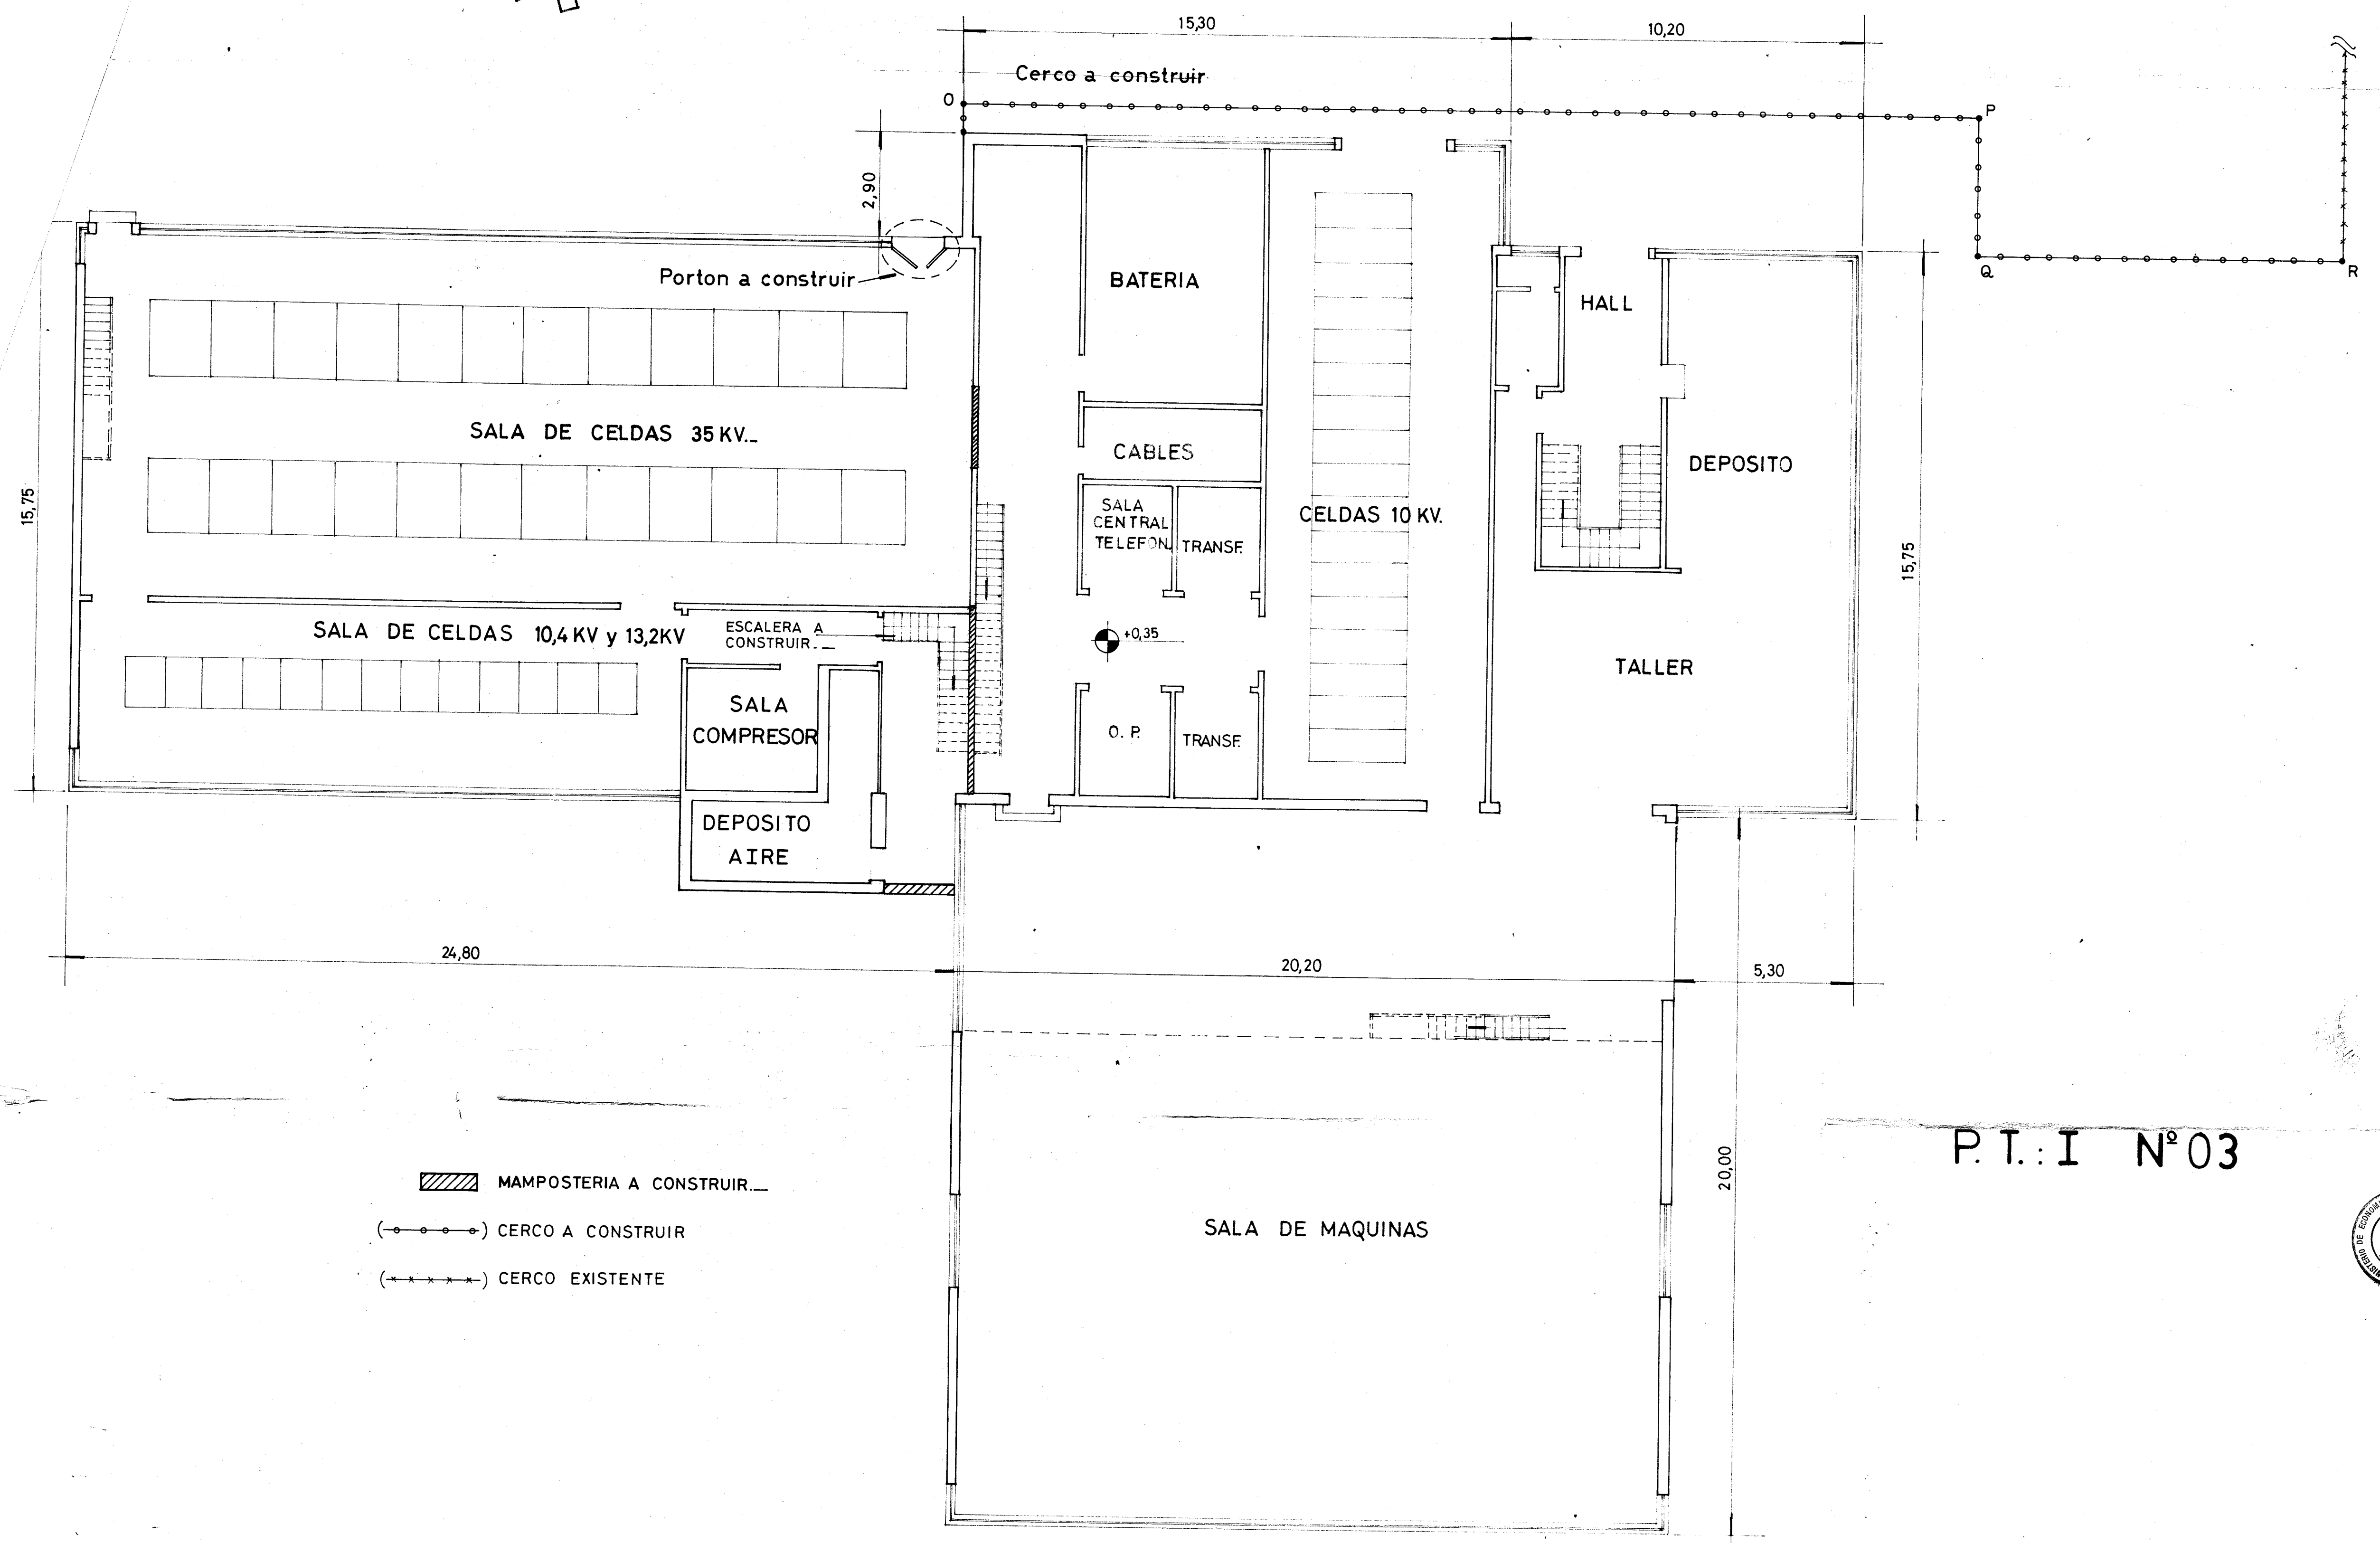 15,30
10,20
Cerco a construir
O
P
2,90
Porton a construir
BATERIA
HALL
Q
R
SALA DE CELDAS 35 KV._
CABLES
DEPOSITO
15,75
SALA
CENTRAL
TELEFON.
TRANSF.
CELDAS 10 KV.
15,75
SALA DE CELDAS 10,4 KV y 13,2KV
ESCALERA A
CONSTRUIR._
+0,35
TALLER
SALA
COMPRESOR
O. P.
TRANSF.
DEPOSITO
AIRE
24,80
20,20
5,30
P.T.: I Nº 03
20,00
MAMPOSTERIA A CONSTRUIR._
CERCO A CONSTRUIR
CERCO EXISTENTE
SALA DE MAQUINAS